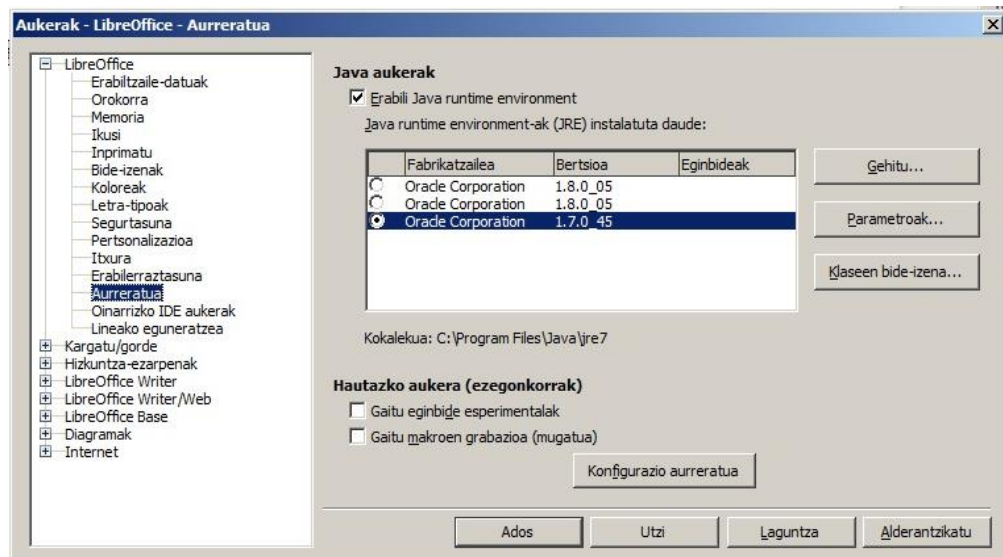 Aukerak - LibreOffice - Aurreratua
LibreOffice
Erabiltzaile-datuak
Orokorra
Memoria
Ikusi
Inprimatu
Bide-izenak
Koloreak
Letra-tipoak
Segurtasuna
Pertsonalizazioa
Itxura
Erabilerraztasuna
Aurreratua
Oinarrizko IDE aukerak
Lineako eguneratzea
Kargatu/gorde
Hizkuntza-ezarpenak
LibreOffice Writer
LibreOffice Writer/Web
LibreOffice Base
Diagramak
Internet
Java aukerak
Erabili Java runtime environment
Java runtime environment-ak (JRE) instalatuta daude:
Fabrikatzailea Bertsioa Eginbideak
Oracle Corporation 1.8.0_05
Oracle Corporation 1.8.0_05
Oracle Corporation 1.7.0_45
Gehitu...
Parametroak...
Klaseen bide-izena...
Kokalekua: C:\Program Files\Java\jre7
Hautazko aukera (ezegonkorrak)
Gaitu eginbide esperimentalak
Gaitu makroen grabazioa (mugatua)
Konfigurazio aurreratua
Ados Utzi Laguntza Alderantzikatu